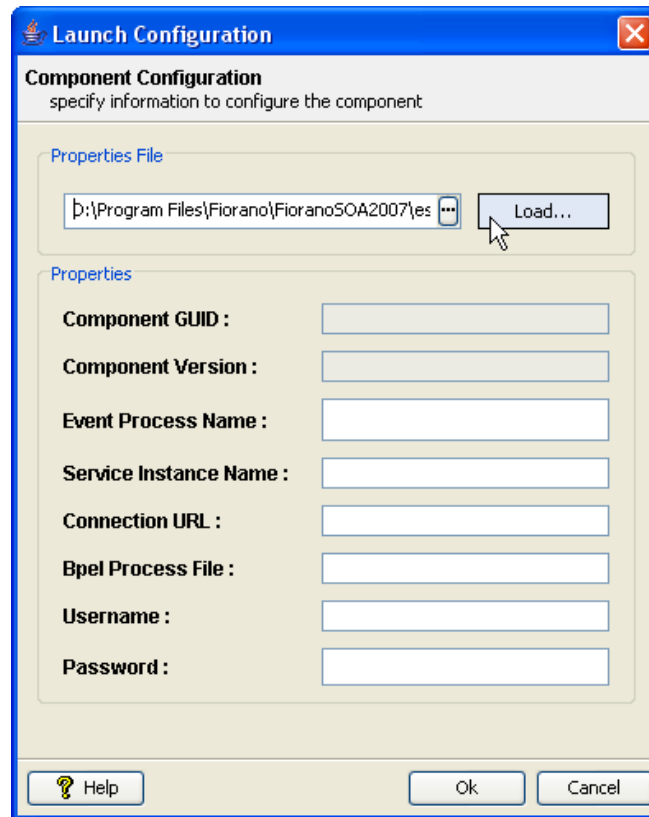 Launch Configuration
Component Configuration
specify information to configure the component
Properties File
D:\Program Files\Fiorano\FioranoSOA2007\es ...
Load...
Properties
Component GUID :
Component Version :
Event Process Name :
Service Instance Name :
Connection URL :
Bpel Process File :
Username :
Password :
Help
Ok
Cancel